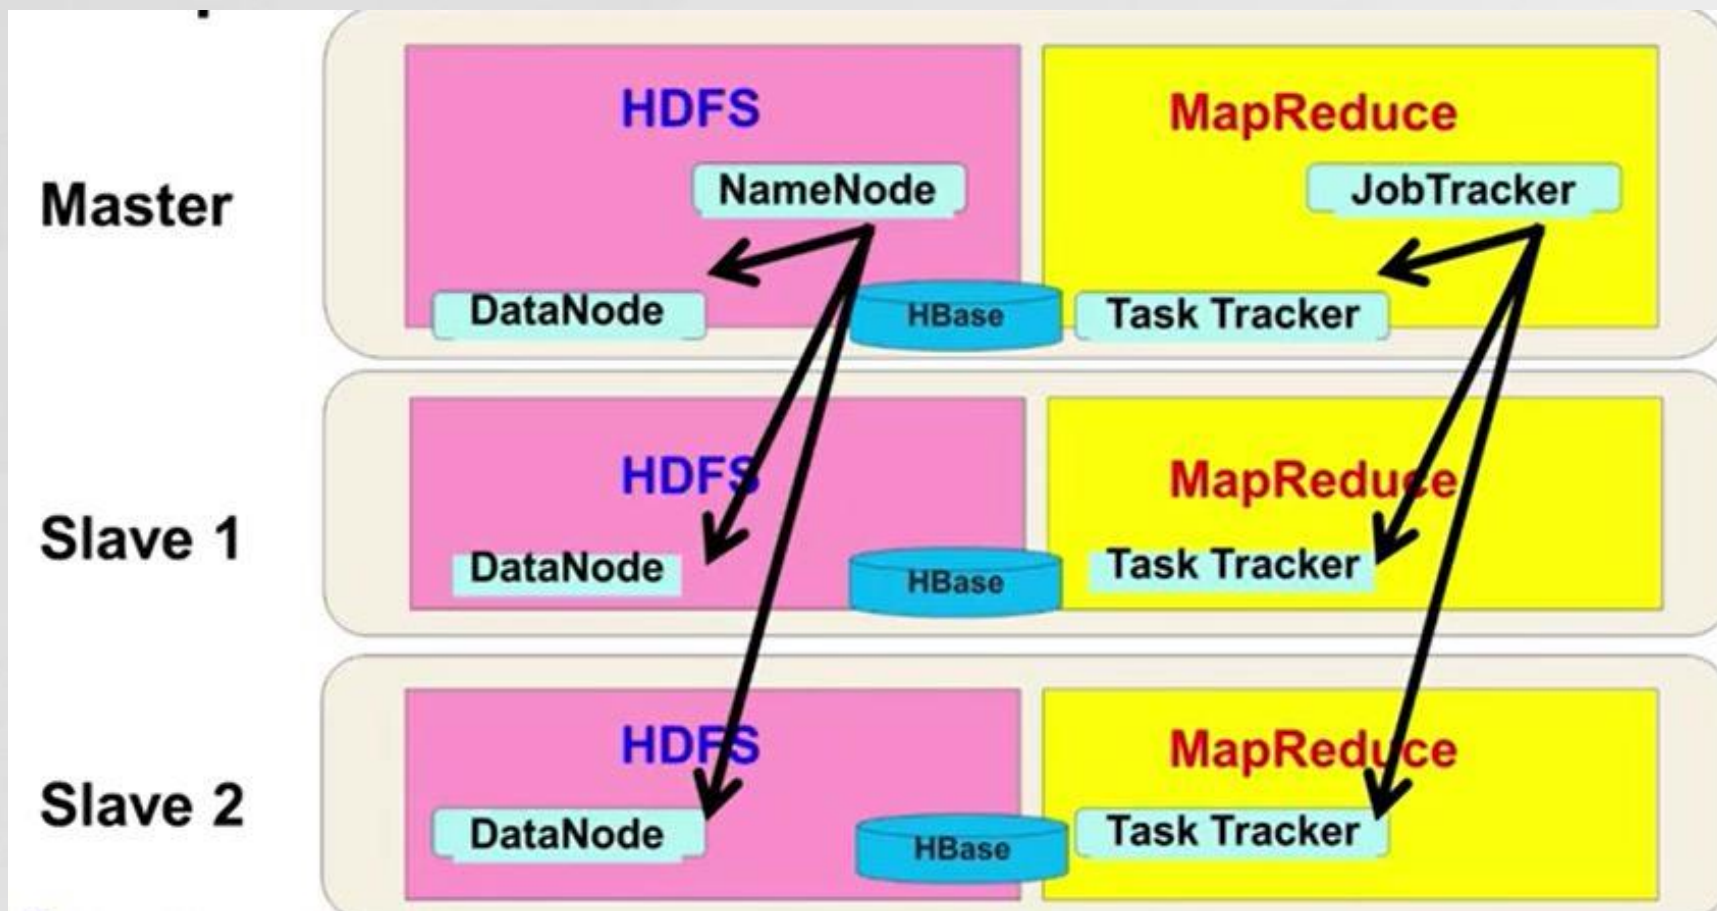 HDFS
MapReduce
Master
NameNode
JobTracker
DataNode
HBase
Task Tracker
HDFS
MapReduce
Slave 1
DataNode
HBase
Task Tracker
HDFS
MapReduce
Slave 2
DataNode
HBase
Task Tracker